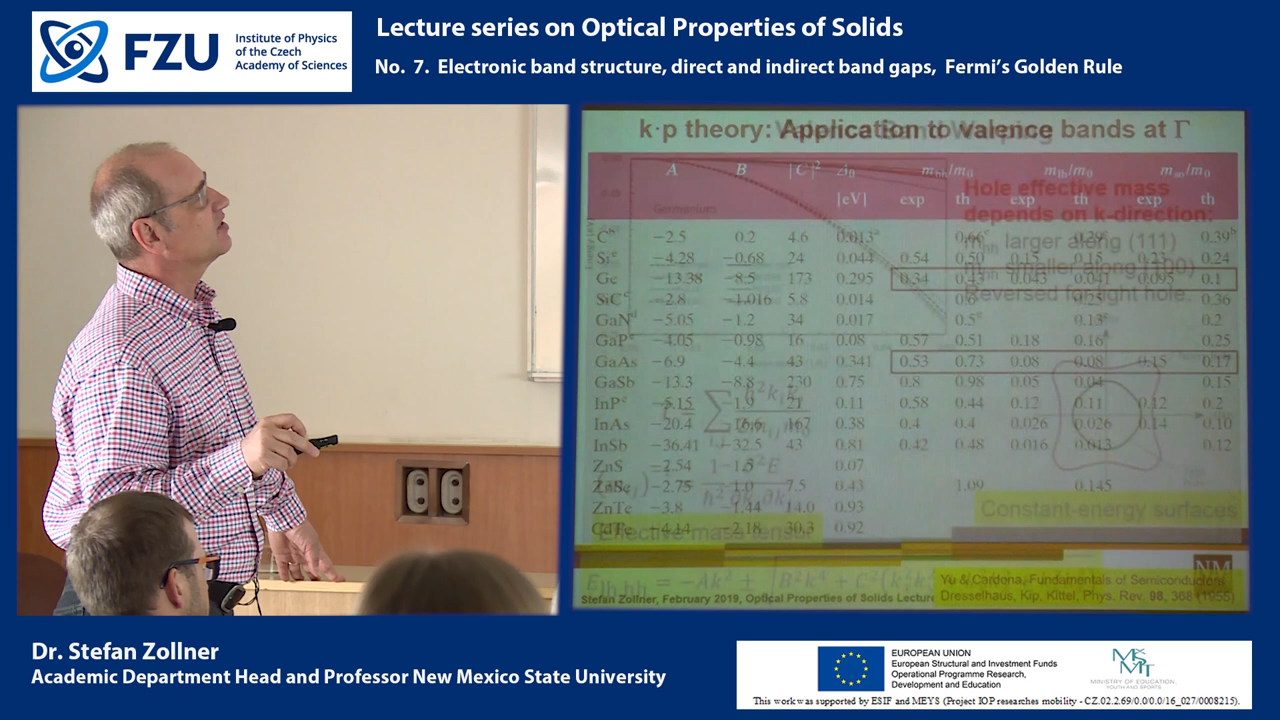 FZU
Institute of Physics
of the Czech
Academy of Sciences
Lecture series on Optical Properties of Solids
No. 7. Electronic band structure, direct and indirect band gaps, Fermi's Golden Rule
k·p theory: Application to valence bands at Γ
A B |C|² Δ₀ m_hh/m₀ m_lh/m₀ m_so/m₀
[eV] exp th exp th exp th
Hole effective mass
depends on k-direction:
larger along (111)
smaller along (100)
Reversed for light hole.
Germanium
−2.5 0.2 4.6 0.013
Si −4.28 −0.68 24 0.044 0.54 0.50 0.15 0.15 0.23 0.24
Ge −13.38 −8.5 173 0.295 0.34 0.43 0.043 0.041 0.095 0.1
SiC −2.8 −1.016 5.8 0.014 0.36
GaN −5.05 −1.2 34 0.017 0.5 0.13 0.2
GaP −4.05 −0.98 16 0.08 0.57 0.51 0.18 0.16 0.25
GaAs −6.9 −4.4 43 0.341 0.53 0.73 0.08 0.08 0.15 0.17
GaSb −13.3 −8.8 230 0.75 0.8 0.98 0.05 0.04 0.15
InP −5.15 21 0.11 0.58 0.44 0.12 0.11 0.12 0.2
InAs −20.4 167 0.38 0.4 0.4 0.026 0.026 0.14 0.10
InSb −36.41 −32.5 43 0.81 0.42 0.48 0.016 0.013 0.12
ZnS −2.54 0.07
−2.75 7.5 0.43 1.09 0.145
ZnTe −3.8 −1.44 14.0 0.93
CdTe −4.14 −2.18 30.3 0.92
Constant-energy surfaces
Effective mass tensor
NM
Yu & Cardona, Fundamentals of Semiconductors
Dresselhaus, Kip, Kittel, Phys. Rev. 98, 368 (1955)
Stefan Zollner, February 2019, Optical Properties of Solids Lecture
Dr. Stefan Zollner
Academic Department Head and Professor New Mexico State University
EUROPEAN UNION
European Structural and Investment Funds
Operational Programme Research,
Development and Education
MINISTRY OF EDUCATION,
YOUTH AND SPORTS
This work was supported by ESIF and MEYS (Project IOP researches mobility - CZ.02.2.69/0.0/0.0/16_027/0008215).